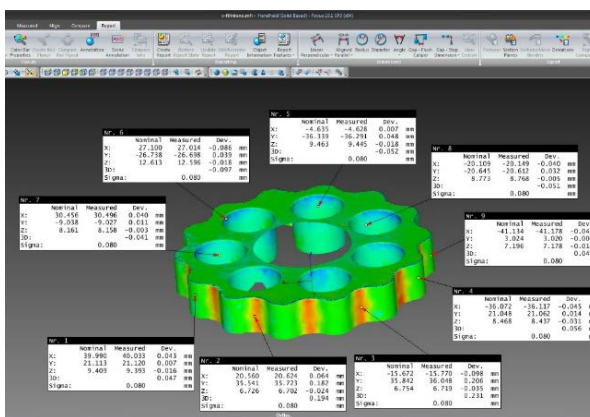 Measured Align Compare Report
Nr. 5
Nominal Measured Dev.
X: -4.635 -4.628 0.007 mm
Y: -36.339 -36.291 0.048 mm
Z: 9.463 9.445 -0.018 mm
3D: -0.052 mm
Sigma: 0.080 mm
Nr. 6
Nominal Measured Dev.
X: 27.100 27.014 -0.086 mm
Y: -26.738 -26.698 0.039 mm
Z: 12.613 12.596 -0.018 mm
3D: -0.097 mm
Sigma: 0.080 mm
Nr. 8
Nominal Measured Dev.
X: -20.109 -20.149 -0.040 mm
Y: -20.645 -20.612 0.032 mm
Z: 8.773 8.768 -0.005 mm
3D: -0.051 mm
Sigma: 0.080 mm
Nr. 7
Nominal Measured Dev.
X: 30.456 30.496 0.040 mm
Y: -9.038 -9.027 0.011 mm
Z: 8.161 8.158 -0.003 mm
3D: -0.041 mm
Sigma: 0.080 mm
Nr. 9
Nominal Measured Dev.
X: -41.134 -41.178
Y: 3.024 3.020
Z: 7.196 7.178
3D:
Sigma: 0.080 mm
Nr. 4
Nominal Measured Dev.
X: -36.072 -36.117 -0.045
Y: 21.048 21.062 0.014
Z: 8.468 8.437 -0.031
3D: 0.056
Sigma: 0.080 mm
Nr. 1
Nominal Measured Dev.
X: 39.990 40.033 0.043 mm
Y: 21.113 21.120 0.007 mm
Z: 9.409 9.393 -0.016 mm
3D: 0.047 mm
Sigma: 0.080 mm
Nr. 2
Nominal Measured Dev.
X: 20.560 20.624 0.064 mm
Y: 35.541 35.723 0.182 mm
Z: 6.726 6.702 -0.024 mm
3D: 0.194 mm
Sigma: 0.080 mm
Nr. 3
Nominal Measured Dev.
X: -15.672 -15.770 -0.098 mm
Y: 35.842 36.048 0.206 mm
Z: 6.754 6.719 -0.035 mm
3D: 0.231 mm
Sigma: 0.080 mm